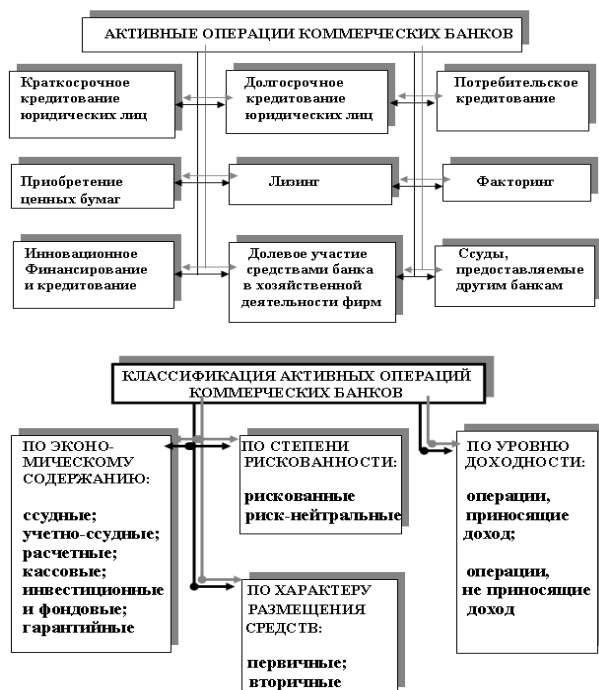 АКТИВНЫЕ ОПЕРАЦИИ КОММЕРЧЕСКИХ БАНКОВ
Краткосрочное
кредитование
юридических лиц
Долгосрочное
кредитование
юридических лиц
Потребительское
кредитование
Приобретение
ценных бумаг
Лизинг
Факторинг
Инновационное
Финансирование
и кредитование
Долевое участие
средствами банка
в хозяйственной
деятельности фирм
Ссуды,
предоставляемые
другим банкам
КЛАССИФИКАЦИЯ АКТИВНЫХ ОПЕРАЦИЙ
КОММЕРЧЕСКИХ БАНКОВ
ПО ЭКОНО-
МИЧЕСКОМУ
СОДЕРЖАНИЮ:
ссудные;
учетно-ссудные;
расчетные;
кассовые;
инвестиционные
и фондовые;
гарантийные
ПО СТЕПЕНИ
РИСКОВАННОСТИ:
рискованные
риск-нейтральные
ПО ХАРАКТЕРУ
РАЗМЕЩЕНИЯ
СРЕДСТВ:
первичные;
вторичные
ПО УРОВНЮ
ДОХОДНОСТИ:
операции,
приносящие
доход;
операции,
не приносящие
доход